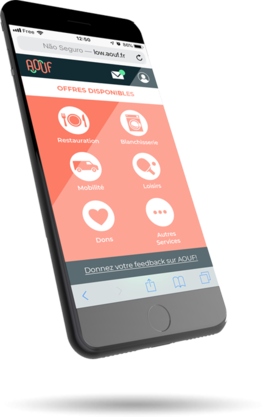 Free 12:50 88%
Não Seguro — low.aouf.fr
AOUF
OFFRES DISPONIBLES
Restauration Blanchisserie
Mobilité Loisirs
Dons Autres
Services
Donnez votre feedback sur AOUF!